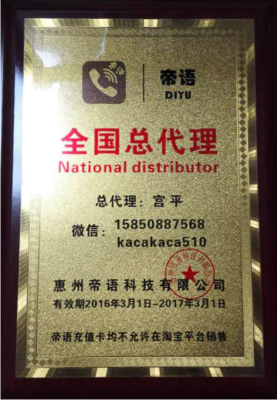 帝语
DIYU
全国总代理
National distributor
总代理：宫平
微信：15850887568
kacakaca510
惠州帝语科技有限公司
有效期2016年3月1日-2017年3月1日
帝语充值卡均不允许在淘宝平台销售